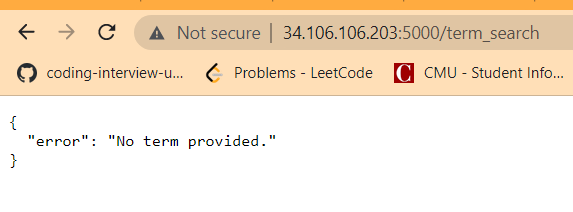 Not secure | 34.106.106.203:5000/term_search
coding-interview-u... Problems - LeetCode C CMU - Student Info...
{
"error": "No term provided."
}